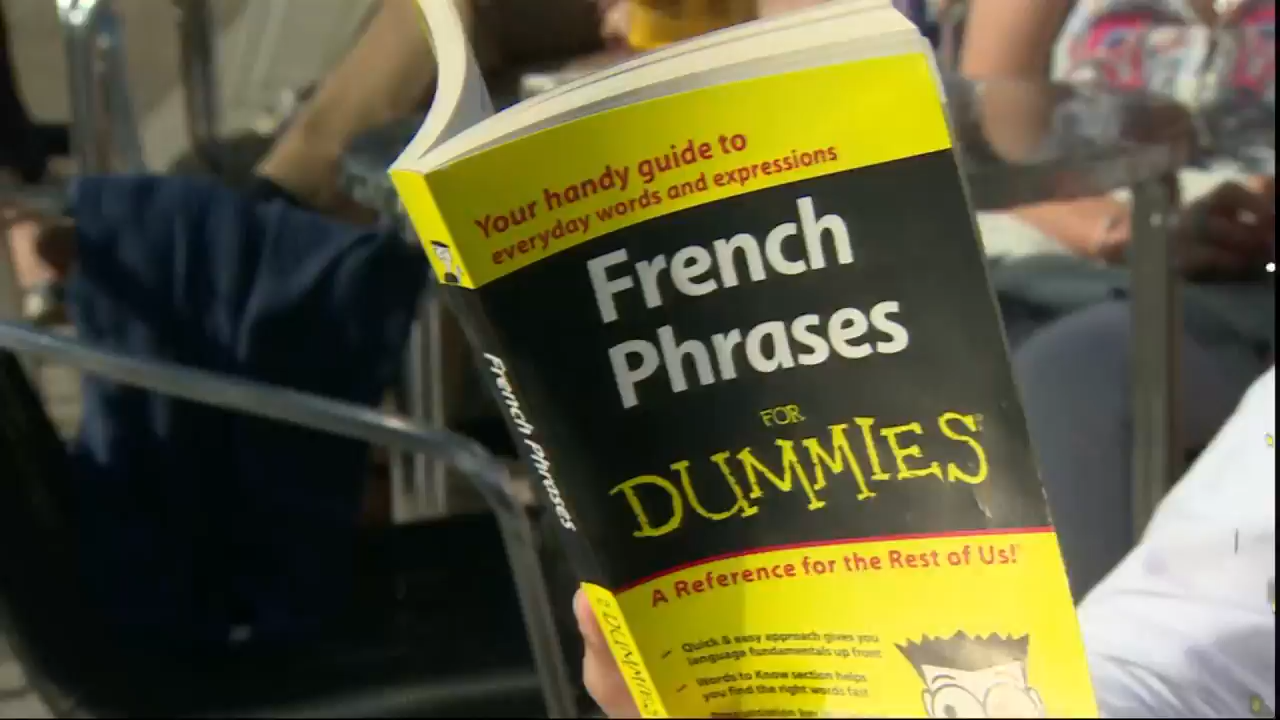 Your handy guide to
everyday words and expressions
French
Phrases
FOR
DUMMIES®
A Reference for the Rest of Us!®
✓ Quick & easy approach gives you
language fundamentals up front
✓ Words to Know section helps
you find the right words fast
French Phrases
DUMMIES